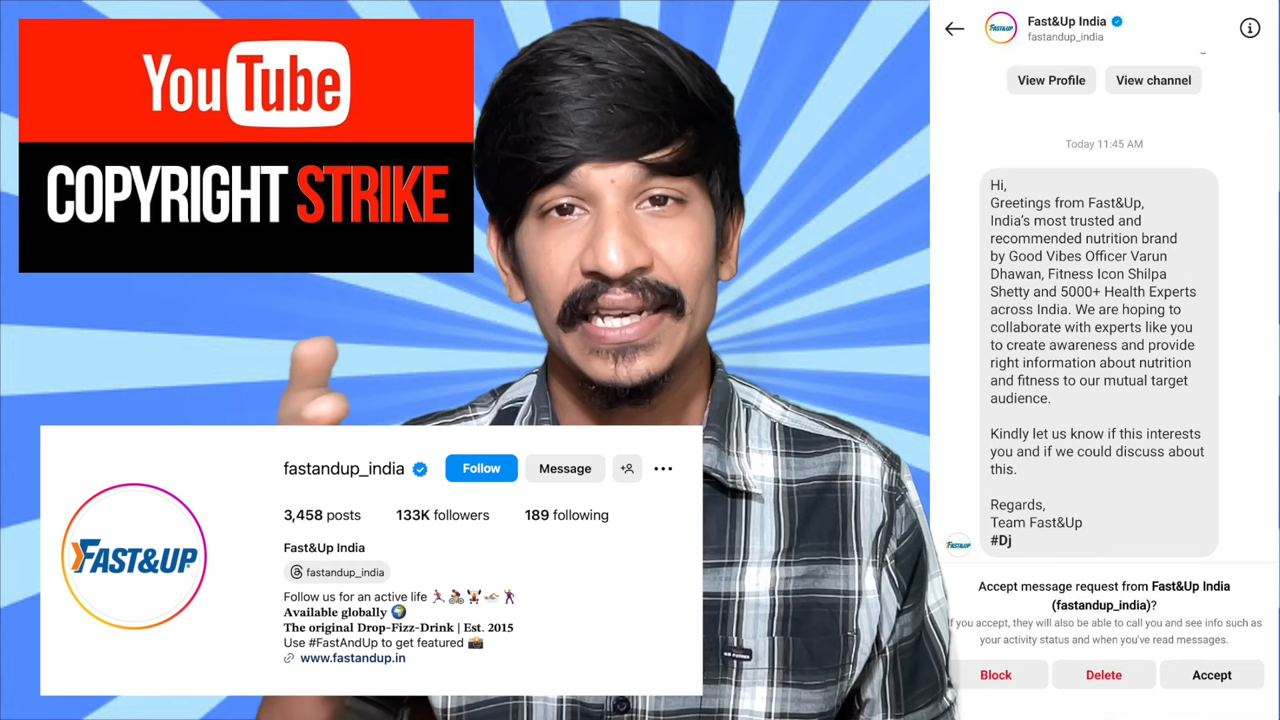 YouTube
COPYRIGHT STRIKE
fastandup_india
Follow
Message
3,458 posts
133K followers
189 following
Fast&Up India
fastandup_india
Follow us for an active life 🏃🏻‍♀️🚴🏋️🏊💃
Available globally 🌍
The original Drop-Fizz-Drink | Est. 2015
Use #FastAndUp to get featured 📸
www.fastandup.in
FAST&UP
Fast&Up India
fastandup_india
FAST&UP
View Profile
View channel
Today 11:45 AM
Hi,
Greetings from Fast&Up,
India's most trusted and
recommended nutrition brand
by Good Vibes Officer Varun
Dhawan, Fitness Icon Shilpa
Shetty and 5000+ Health Experts
across India. We are hoping to
collaborate with experts like you
to create awareness and provide
right information about nutrition
and fitness to our mutual target
audience.
Kindly let us know if this interests
you and if we could discuss about
this.
Regards,
Team Fast&Up
#Dj
FAST&UP
Accept message request from Fast&Up India
(fastandup_india)?
If you accept, they will also be able to call you and see info such as
your activity status and when you've read messages.
Block
Delete
Accept